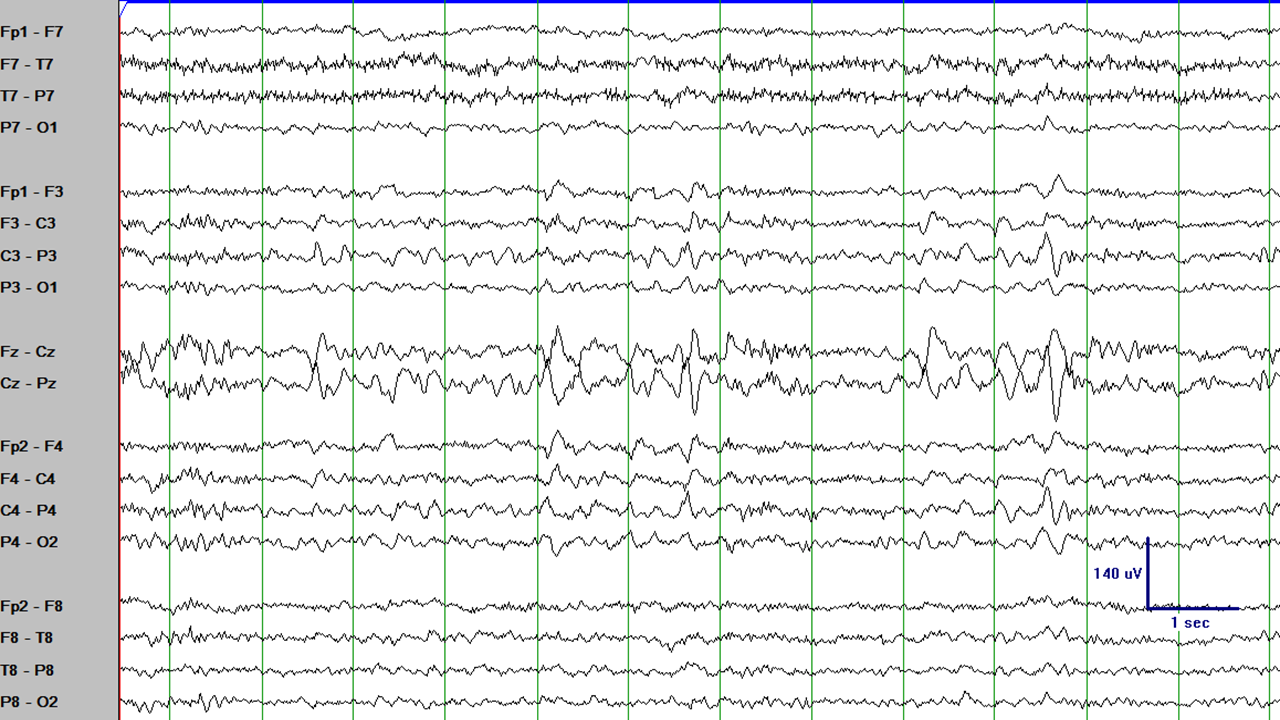 Fp1 - F7
F7 - T7
T7 - P7
P7 - O1
Fp1 - F3
F3 - C3
C3 - P3
P3 - O1
Fz - Cz
Cz - Pz
Fp2 - F4
F4 - C4
C4 - P4
P4 - O2
140 uV
Fp2 - F8
1 sec
F8 - T8
T8 - P8
P8 - O2